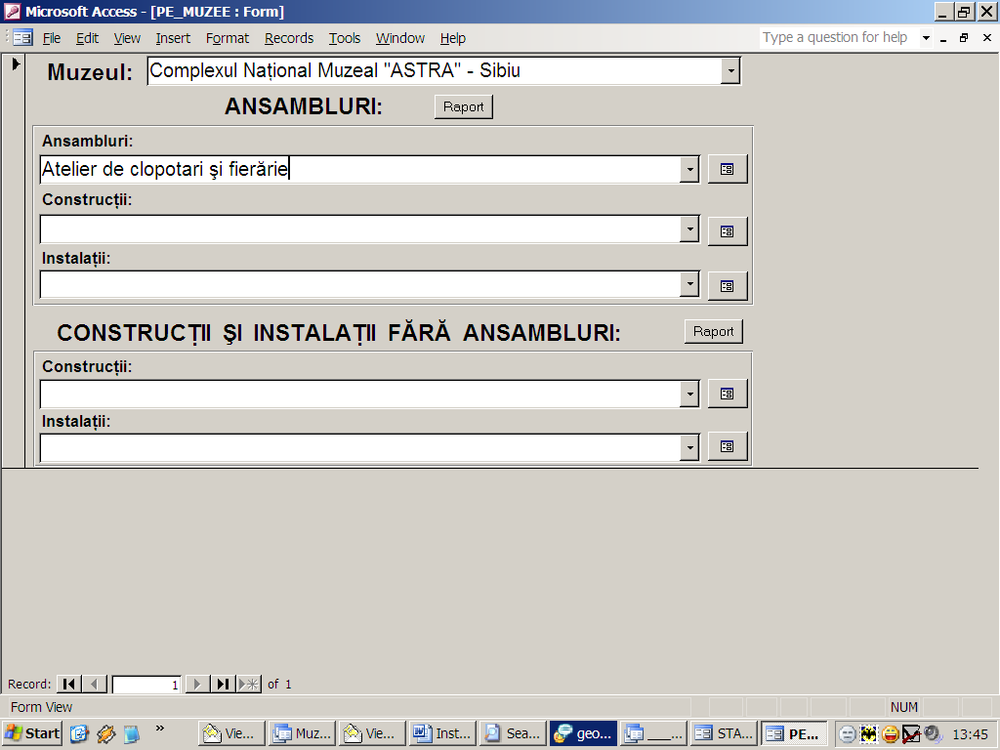 Microsoft Access - [PE_MUZEE : Form]
File Edit View Insert Format Records Tools Window Help Type a question for help
Muzeul: Complexul Național Muzeal "ASTRA" - Sibiu
ANSAMBLURI: Raport
Ansambluri:
Atelier de clopotari şi fierărie
Construcții:
Instalații:
CONSTRUCȚII ŞI INSTALAȚII FĂRĂ ANSAMBLURI: Raport
Construcții:
Instalații:
Record: 1 of 1
Form View NUM
Start » Vie... Muz... Vie... Inst... Sea... geo... ___... STA... PE... 13:45